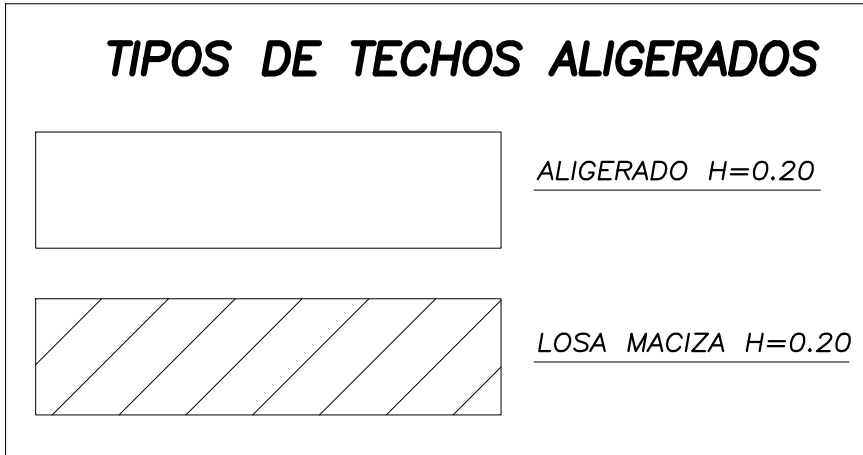 TIPOS DE TECHOS ALIGERADOS
ALIGERADO H=0.20
LOSA MACIZA H=0.20